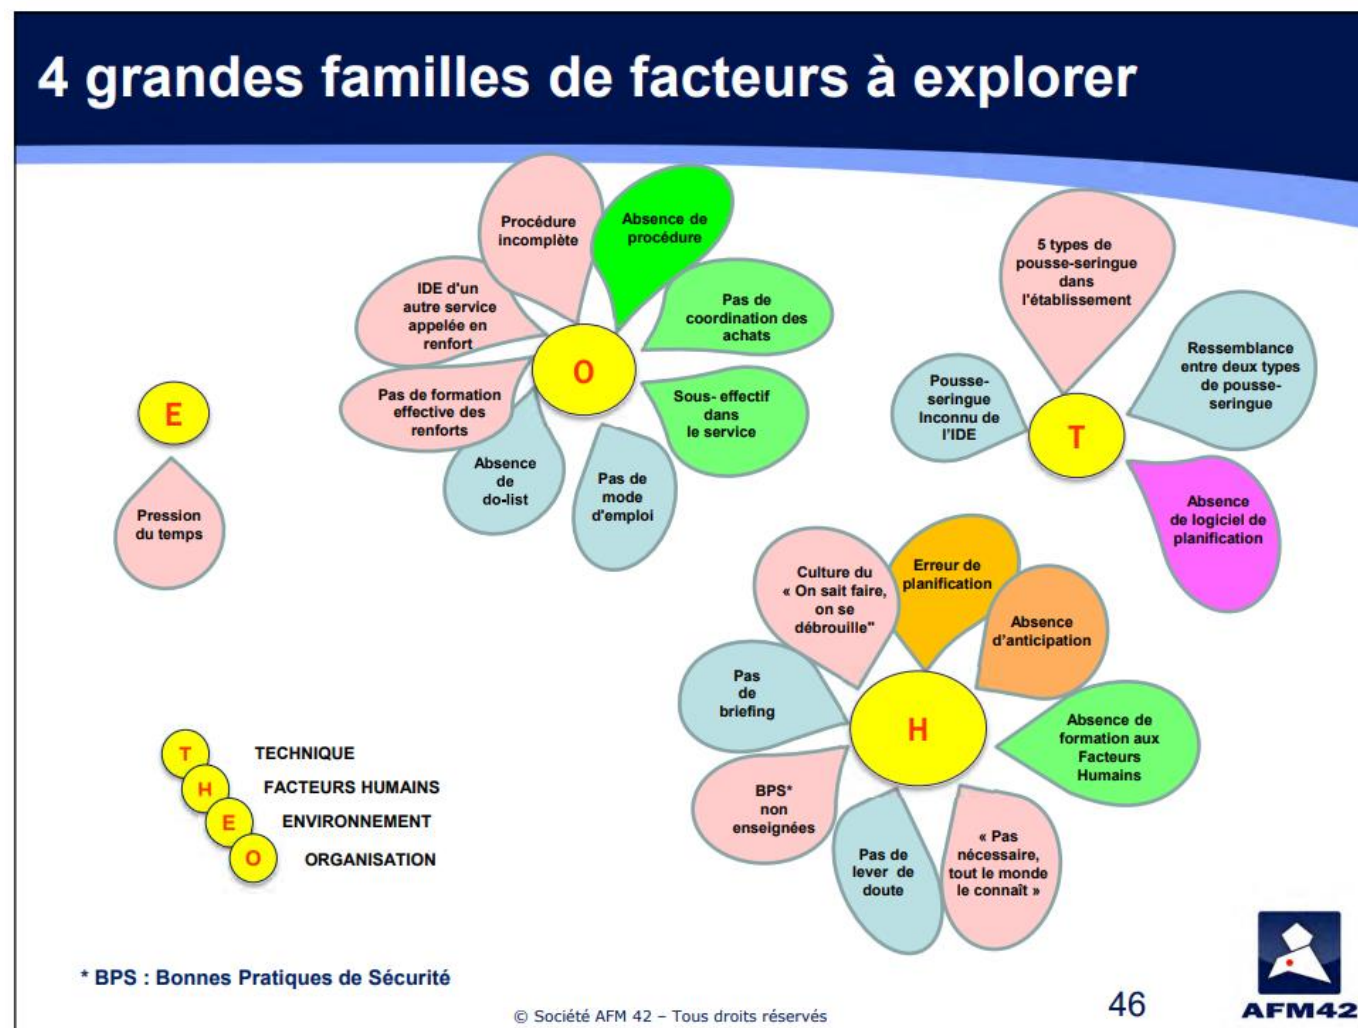 4 grandes familles de facteurs à explorer
Procédure
incomplète
Absence de
procédure
IDE d'un
autre service
appelée en
renfort
Pas de
coordination des
achats
Pas de formation
effective des
renforts
O
Sous- effectif
dans
le service
Absence
de
do-list
Pas de
mode
d'emploi
E
Pression
du temps
5 types de
pousse-seringue
dans
l'établissement
Ressemblance
entre deux types
de pousse-
seringue
Pousse-
seringue
Inconnu de
l'IDE
T
Absence
de logiciel de
planification
Culture du
« On sait faire,
on se
débrouille"
Erreur de
planification
Absence
d'anticipation
Pas
de
briefing
H
Absence de
formation aux
Facteurs
Humains
BPS*
non
enseignées
Pas de
lever de
doute
« Pas
nécessaire,
tout le monde
le connaît »
T TECHNIQUE
H FACTEURS HUMAINS
E ENVIRONNEMENT
O ORGANISATION
* BPS : Bonnes Pratiques de Sécurité
© Société AFM 42 – Tous droits réservés
46
AFM42